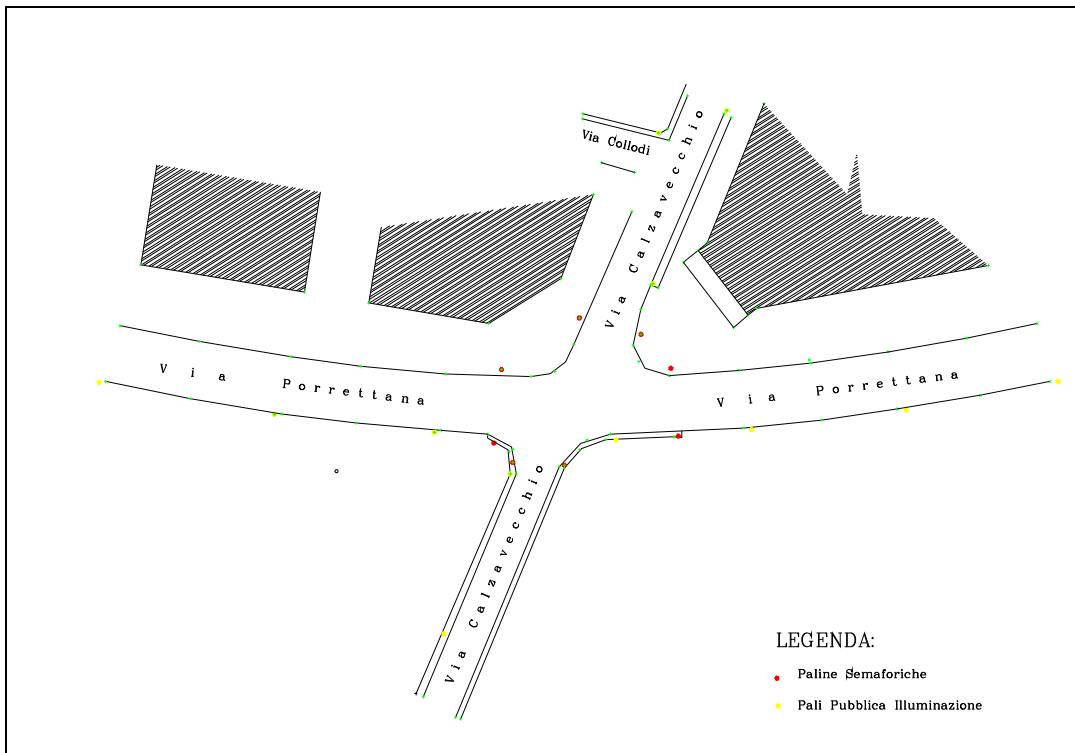 Via Collodi
Via Calzavecchio
Via Porrettana
Via Porrettana
Via Calzavecchio
LEGENDA:
Paline Semaforiche
Pali Pubblica Illuminazione